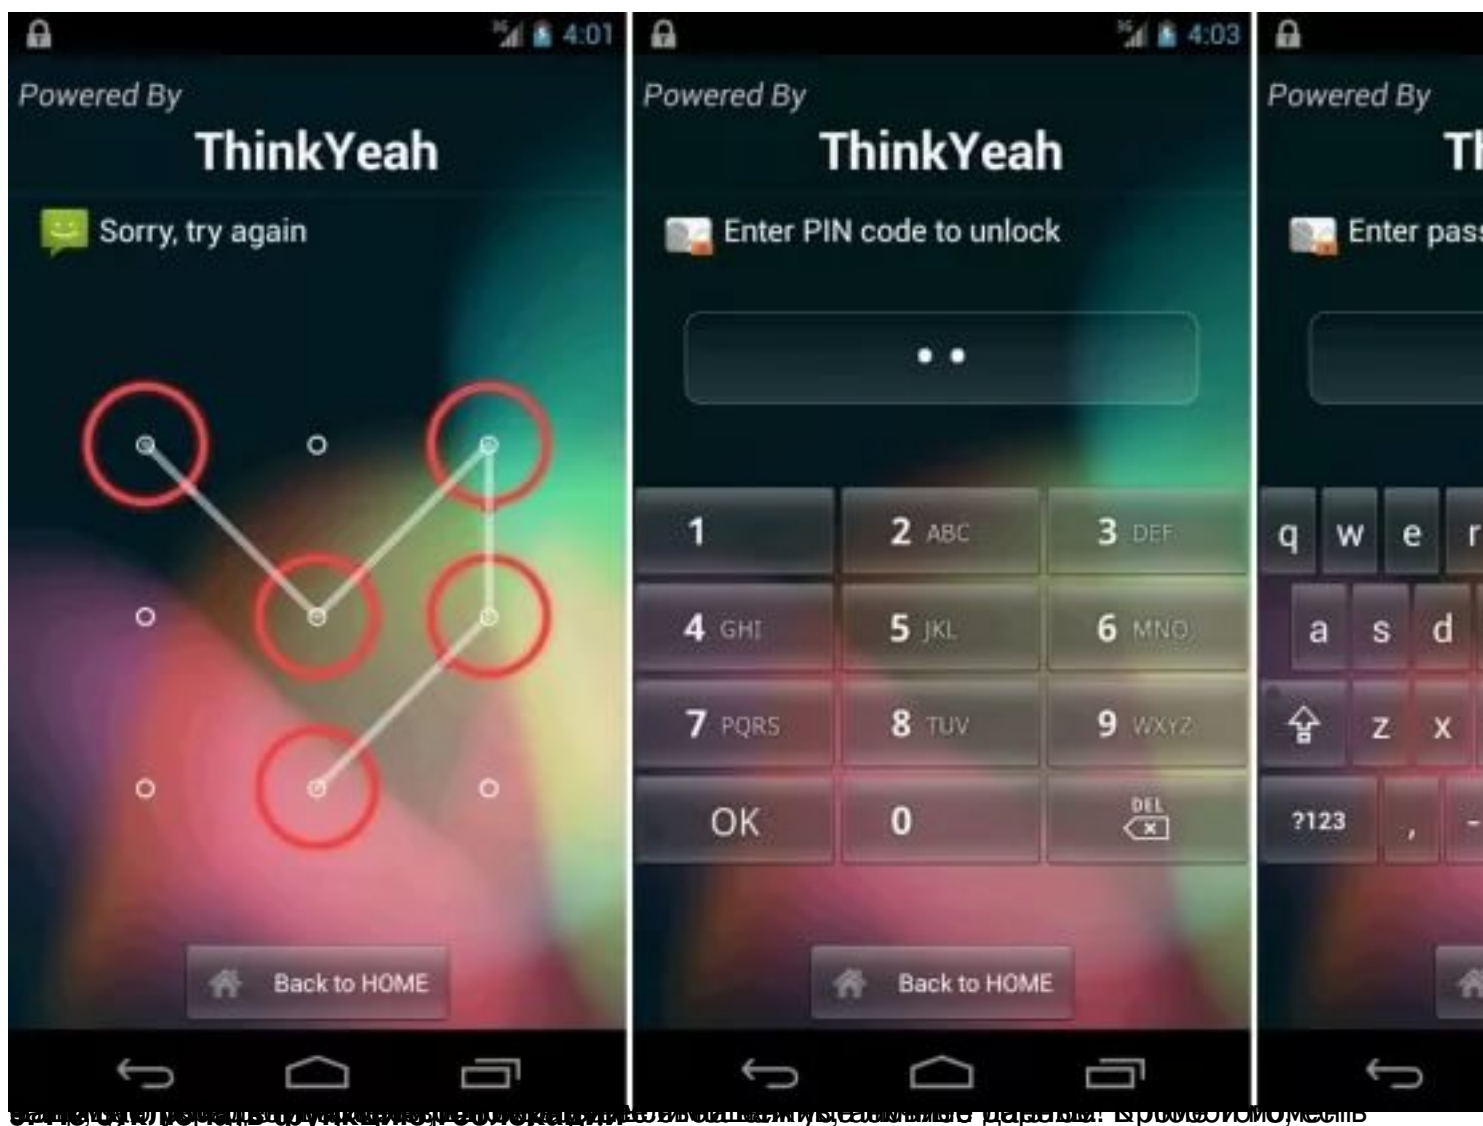 4:01
Powered By
ThinkYeah
Sorry, try again
Back to HOME
4:03
Powered By
ThinkYeah
Enter PIN code to unlock
1
2 ABC
3 DEF
4 GHI
5 JKL
6 MNO
7 PQRS
8 TUV
9 WXYZ
OK
0
DEL
Back to HOME
Powered By
Enter
q w e r
a s d
z x
?123 , -